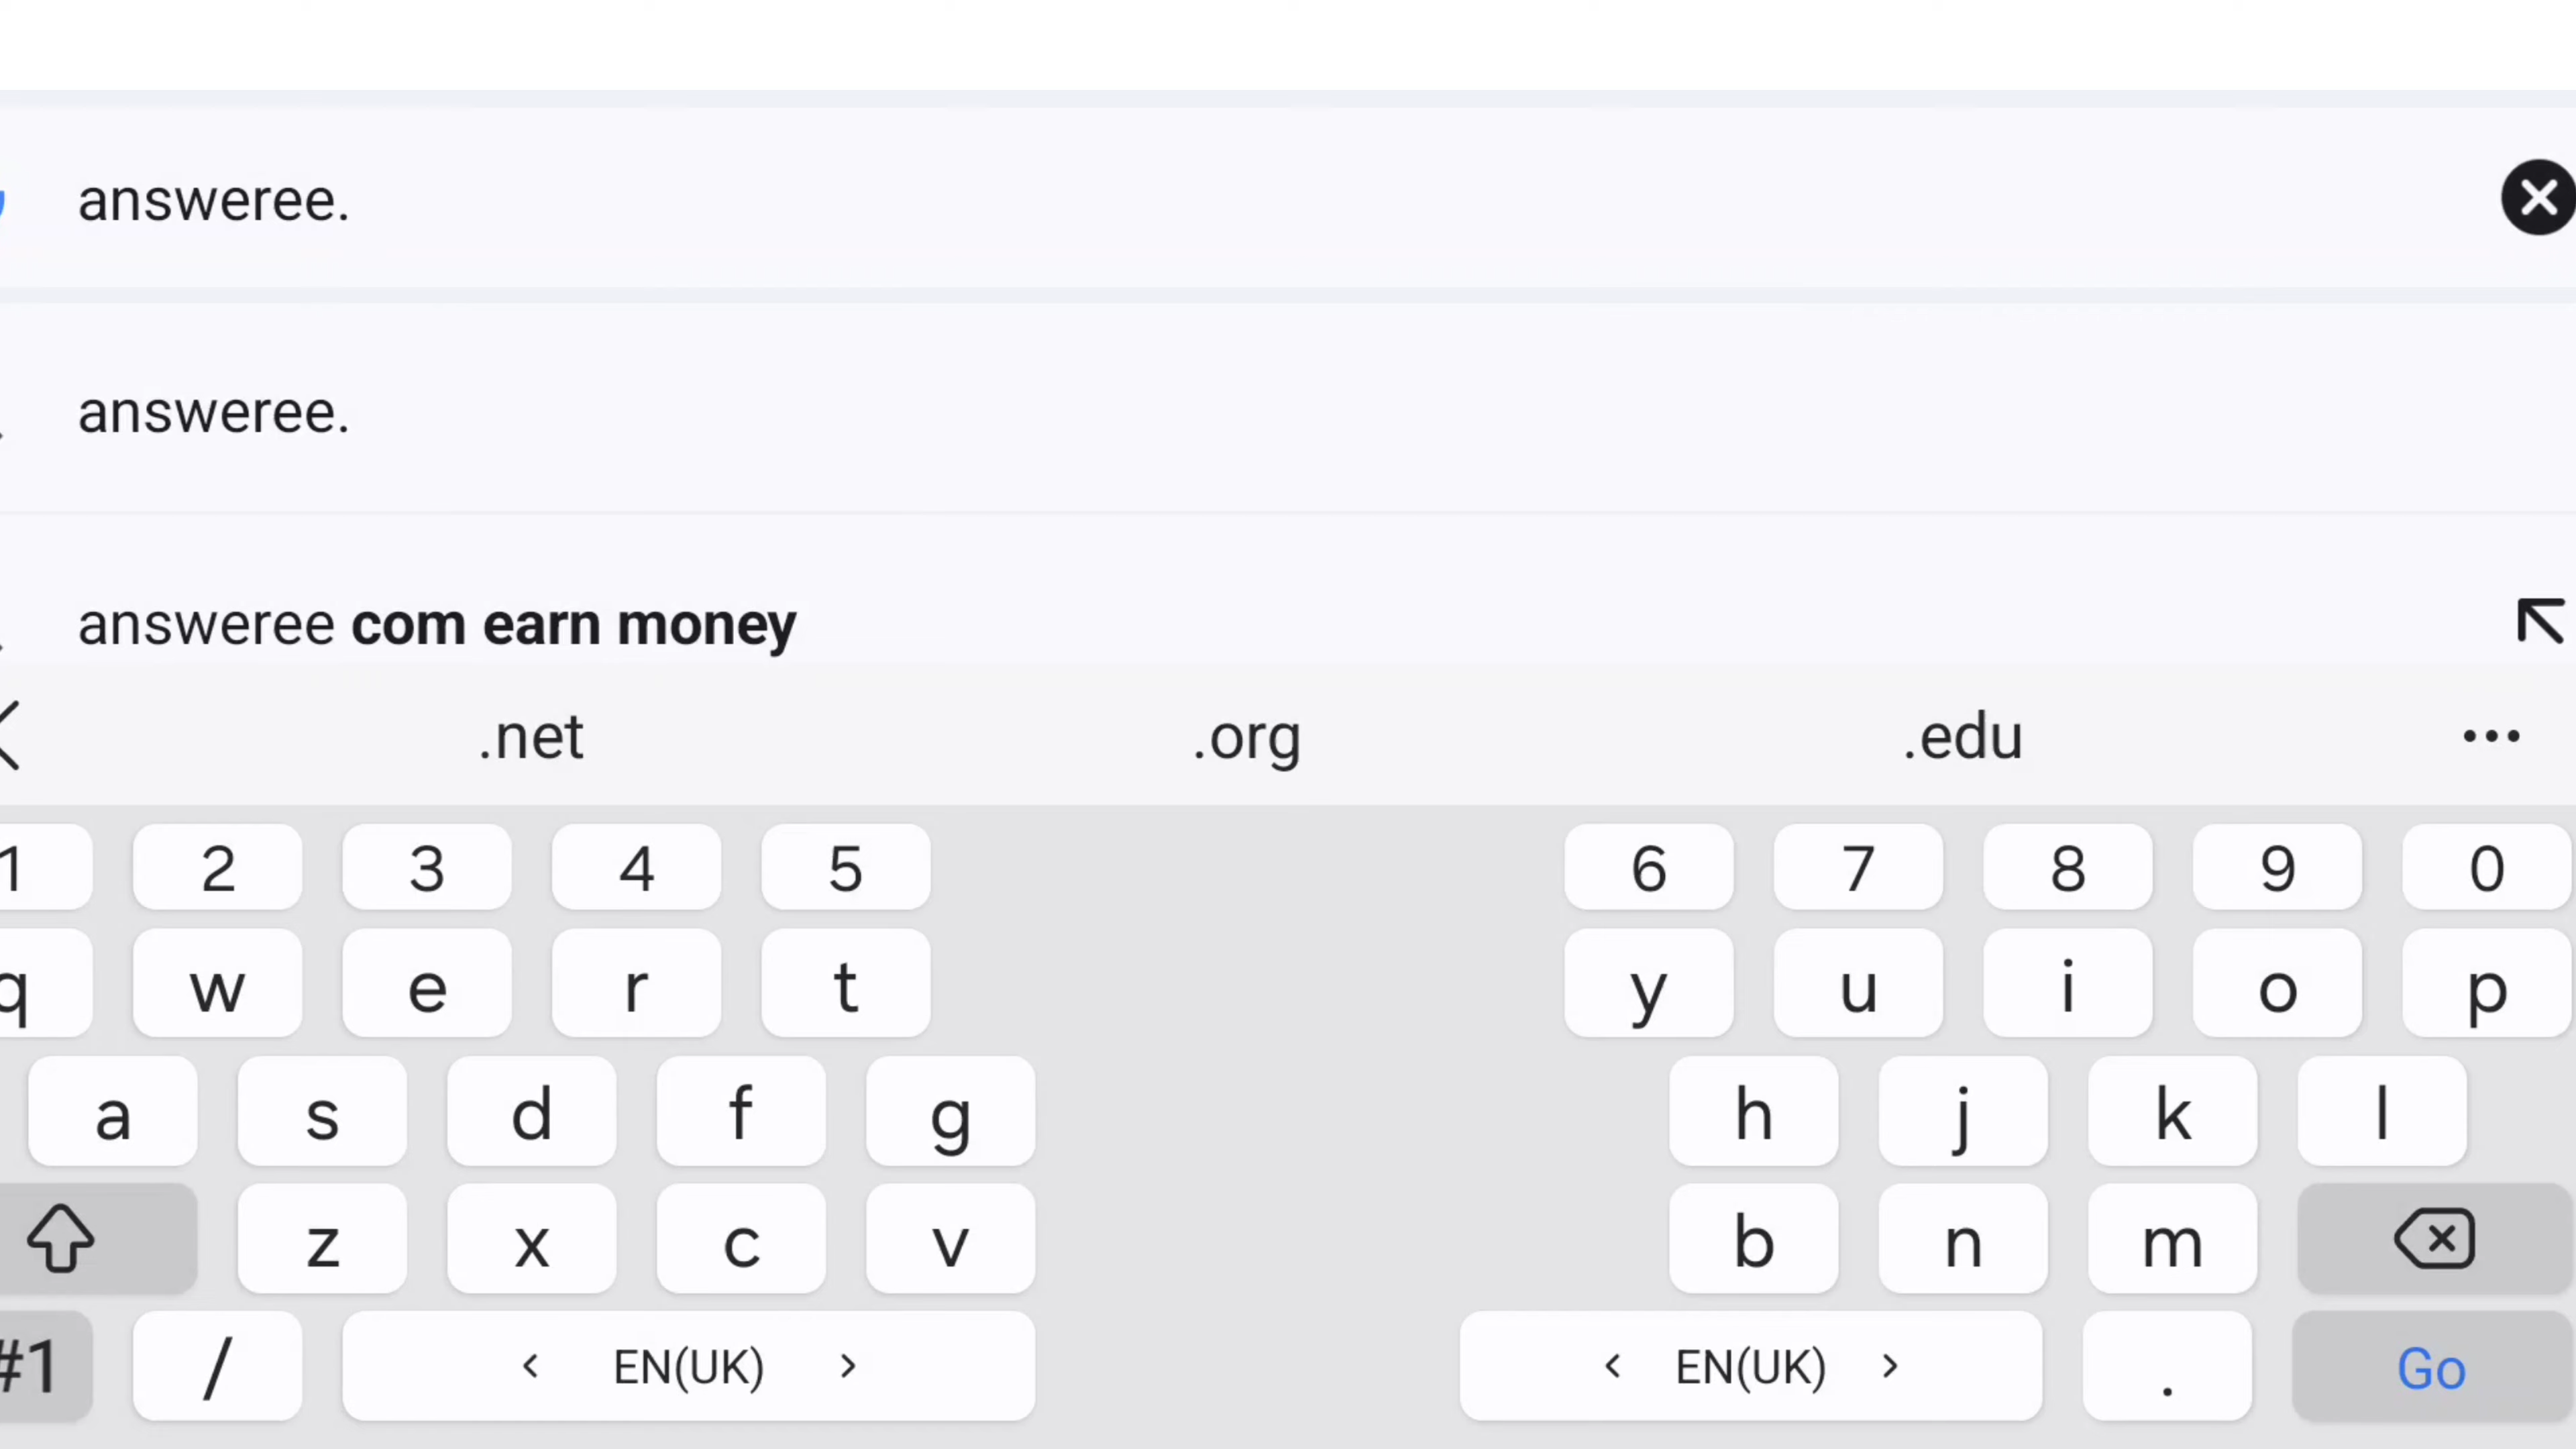 answeree.
answeree.
answeree com earn money
.net .org .edu
1 2 3 4 5 6 7 8 9 0
q w e r t y u i o p
a s d f g h j k l
z x c v b n m
#1 / < EN(UK) > < EN(UK) > . Go